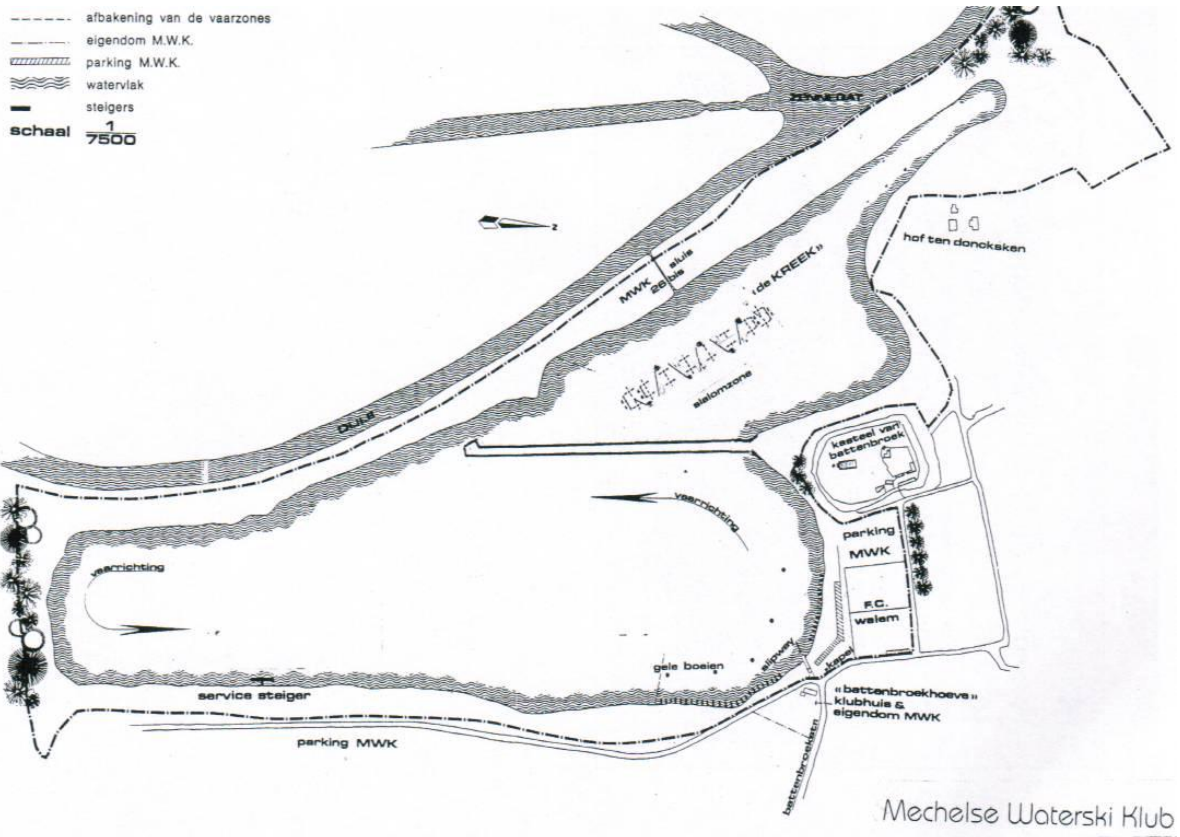 afbakening van de vaarzones
eigendom M.W.K.
parking M.W.K.
watervlak
steigers
schaal 1
7500
ZENNEGAT
z
hof ten doncksken
sluis
MWK 26 bis
«de KREEK»
slalomzone
DIJLE
kasteel van
battenbroek
vaarrichting
parking
MWK
vaarrichting
F.C.
walem
slipway
kapel
gele boeien
service steiger
«battenbroekhoeve»
klubhuis &
eigendom MWK
parking MWK
battenbroekstr
Mechelse Waterski Klub